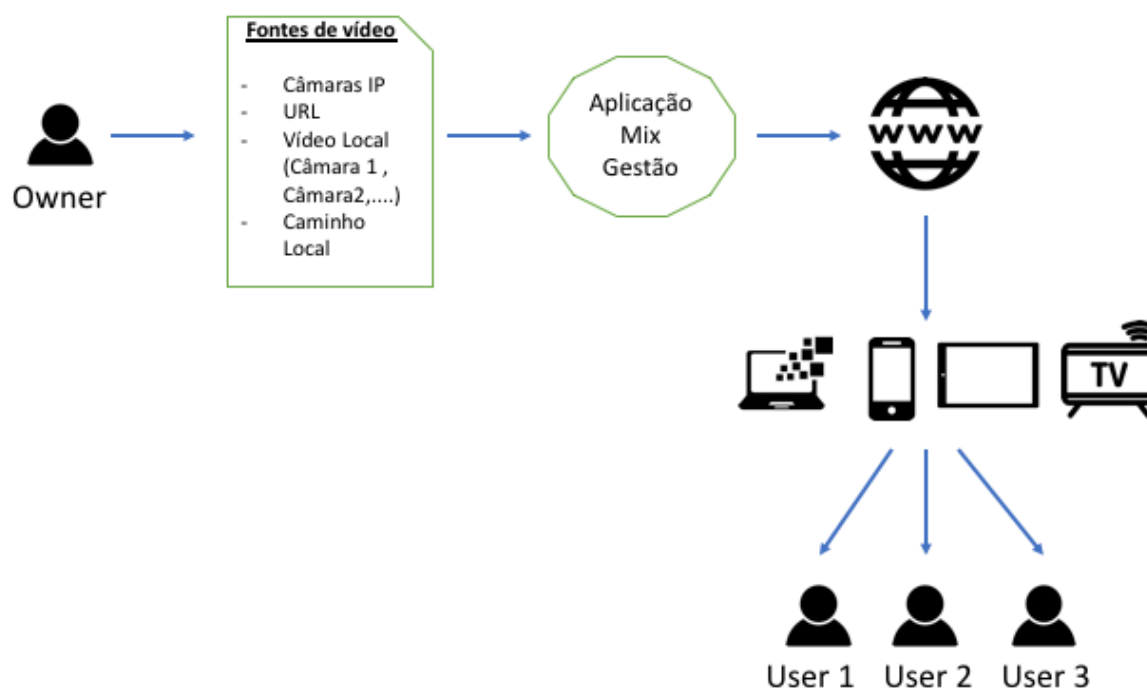 Owner
Fontes de vídeo
- Câmaras IP
- URL
- Vídeo Local
(Câmara 1 ,
Câmara2,....)
- Caminho
Local
Aplicação
Mix
Gestão
www
TV
User 1
User 2
User 3